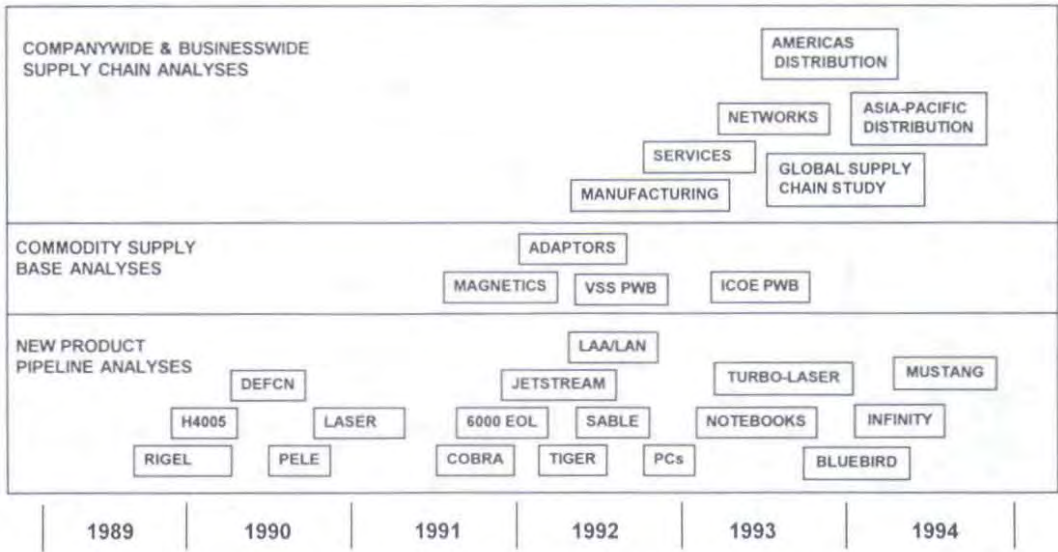 COMPANYWIDE & BUSINESSWIDE
SUPPLY CHAIN ANALYSES
AMERICAS
DISTRIBUTION
NETWORKS
ASIA-PACIFIC
DISTRIBUTION
SERVICES
GLOBAL SUPPLY
CHAIN STUDY
MANUFACTURING
COMMODITY SUPPLY
BASE ANALYSES
ADAPTORS
MAGNETICS
VSS PWB
ICOE PWB
NEW PRODUCT
PIPELINE ANALYSES
LAA/LAN
DEFCN
JETSTREAM
TURBO-LASER
MUSTANG
H4005
LASER
6000 EOL
SABLE
NOTEBOOKS
INFINITY
RIGEL
PELE
COBRA
TIGER
PCs
BLUEBIRD
1989
1990
1991
1992
1993
1994